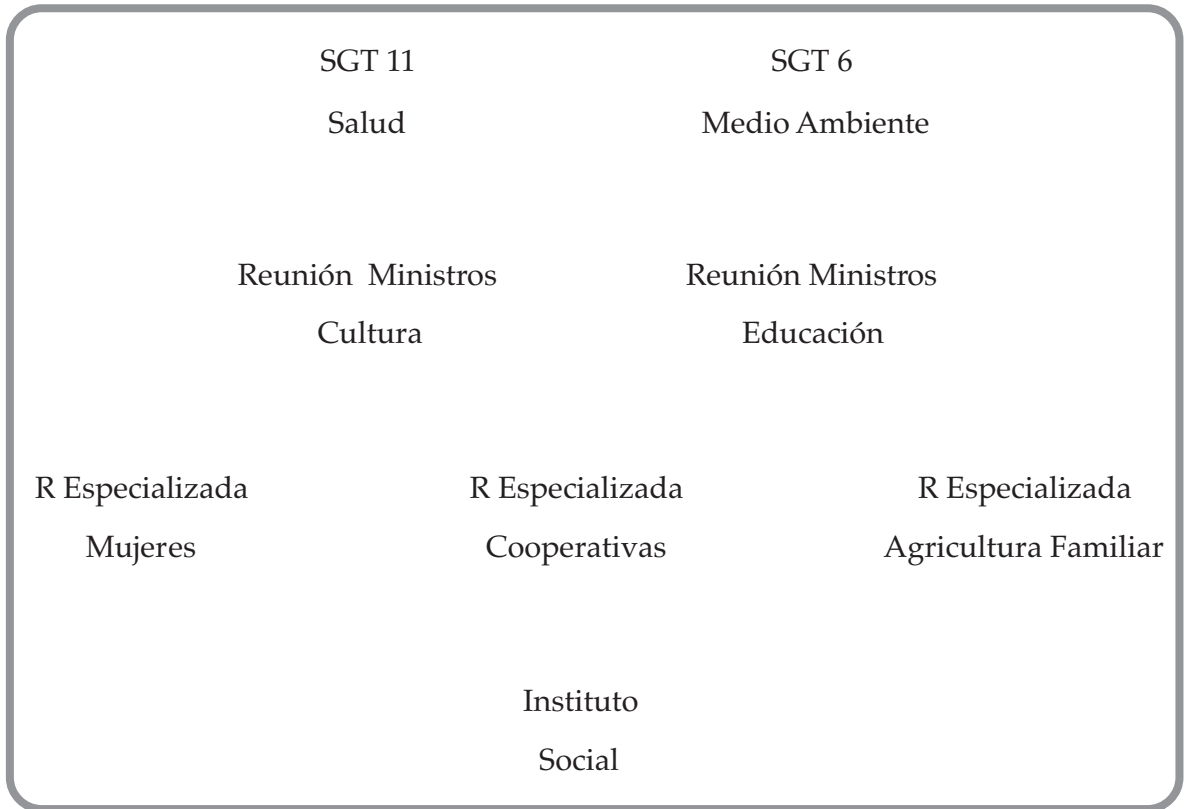 SGT 11
Salud
SGT 6
Medio Ambiente
Reunión Ministros
Cultura
Reunión Ministros
Educación
R Especializada
Mujeres
R Especializada
Cooperativas
R Especializada
Agricultura Familiar
Instituto
Social